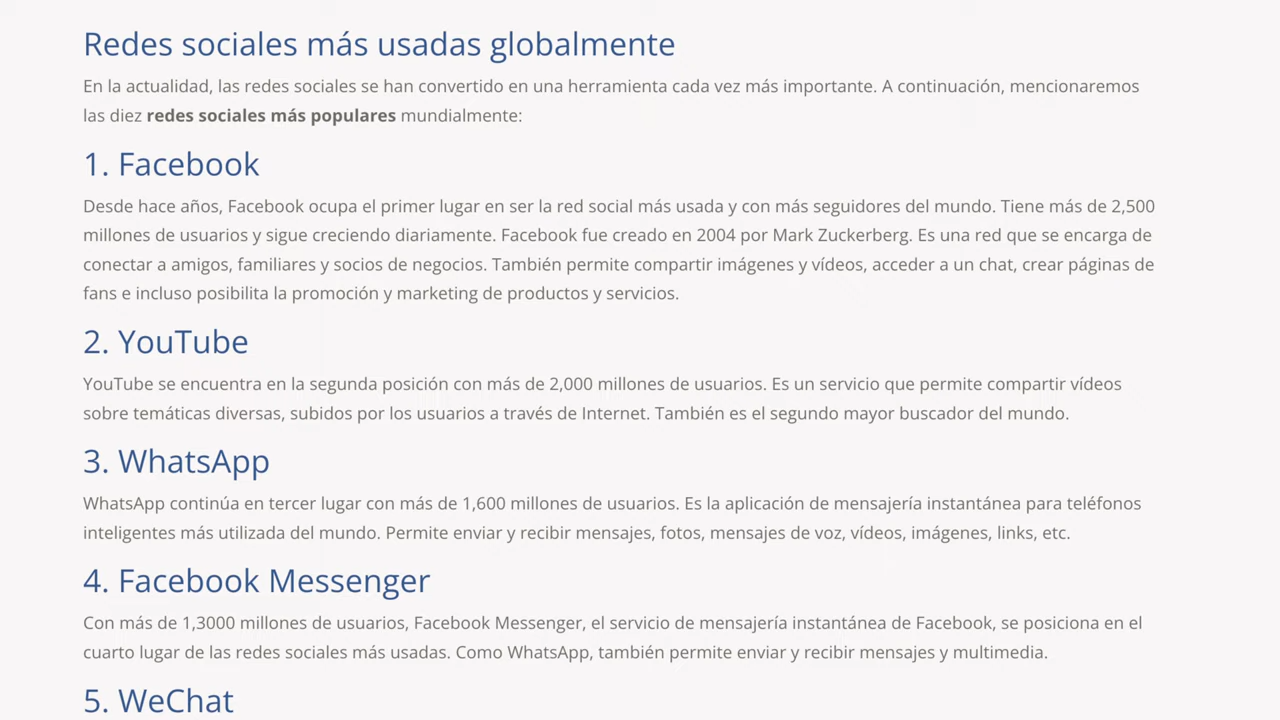 Redes sociales más usadas globalmente
En la actualidad, las redes sociales se han convertido en una herramienta cada vez más importante. A continuación, mencionaremos
las diez redes sociales más populares mundialmente:
1. Facebook
Desde hace años, Facebook ocupa el primer lugar en ser la red social más usada y con más seguidores del mundo. Tiene más de 2,500
millones de usuarios y sigue creciendo diariamente. Facebook fue creado en 2004 por Mark Zuckerberg. Es una red que se encarga de
conectar a amigos, familiares y socios de negocios. También permite compartir imágenes y vídeos, acceder a un chat, crear páginas de
fans e incluso posibilita la promoción y marketing de productos y servicios.
2. YouTube
YouTube se encuentra en la segunda posición con más de 2,000 millones de usuarios. Es un servicio que permite compartir vídeos
sobre temáticas diversas, subidos por los usuarios a través de Internet. También es el segundo mayor buscador del mundo.
3. WhatsApp
WhatsApp continúa en tercer lugar con más de 1,600 millones de usuarios. Es la aplicación de mensajería instantánea para teléfonos
inteligentes más utilizada del mundo. Permite enviar y recibir mensajes, fotos, mensajes de voz, vídeos, imágenes, links, etc.
4. Facebook Messenger
Con más de 1,3000 millones de usuarios, Facebook Messenger, el servicio de mensajería instantánea de Facebook, se posiciona en el
cuarto lugar de las redes sociales más usadas. Como WhatsApp, también permite enviar y recibir mensajes y multimedia.
5. WeChat